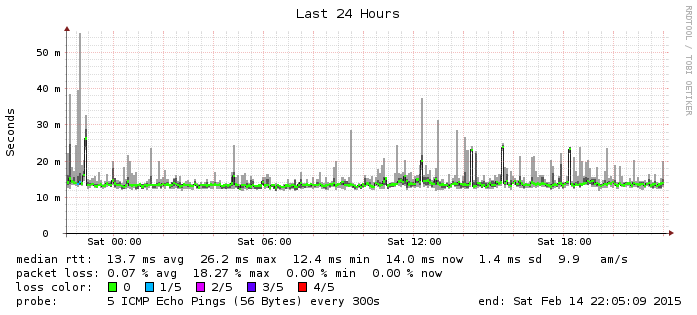 Last 24 Hours
RRDTOOL / TOBI OETIKER
Seconds
50 m
40 m
30 m
20 m
10 m
0
Sat 00:00 Sat 06:00 Sat 12:00 Sat 18:00
median rtt: 13.7 ms avg 26.2 ms max 12.4 ms min 14.0 ms now 1.4 ms sd 9.9 am/s
packet loss: 0.07 % avg 18.27 % max 0.00 % min 0.00 % now
loss color: 0 1/5 2/5 3/5 4/5
probe: 5 ICMP Echo Pings (56 Bytes) every 300s end: Sat Feb 14 22:05:09 2015